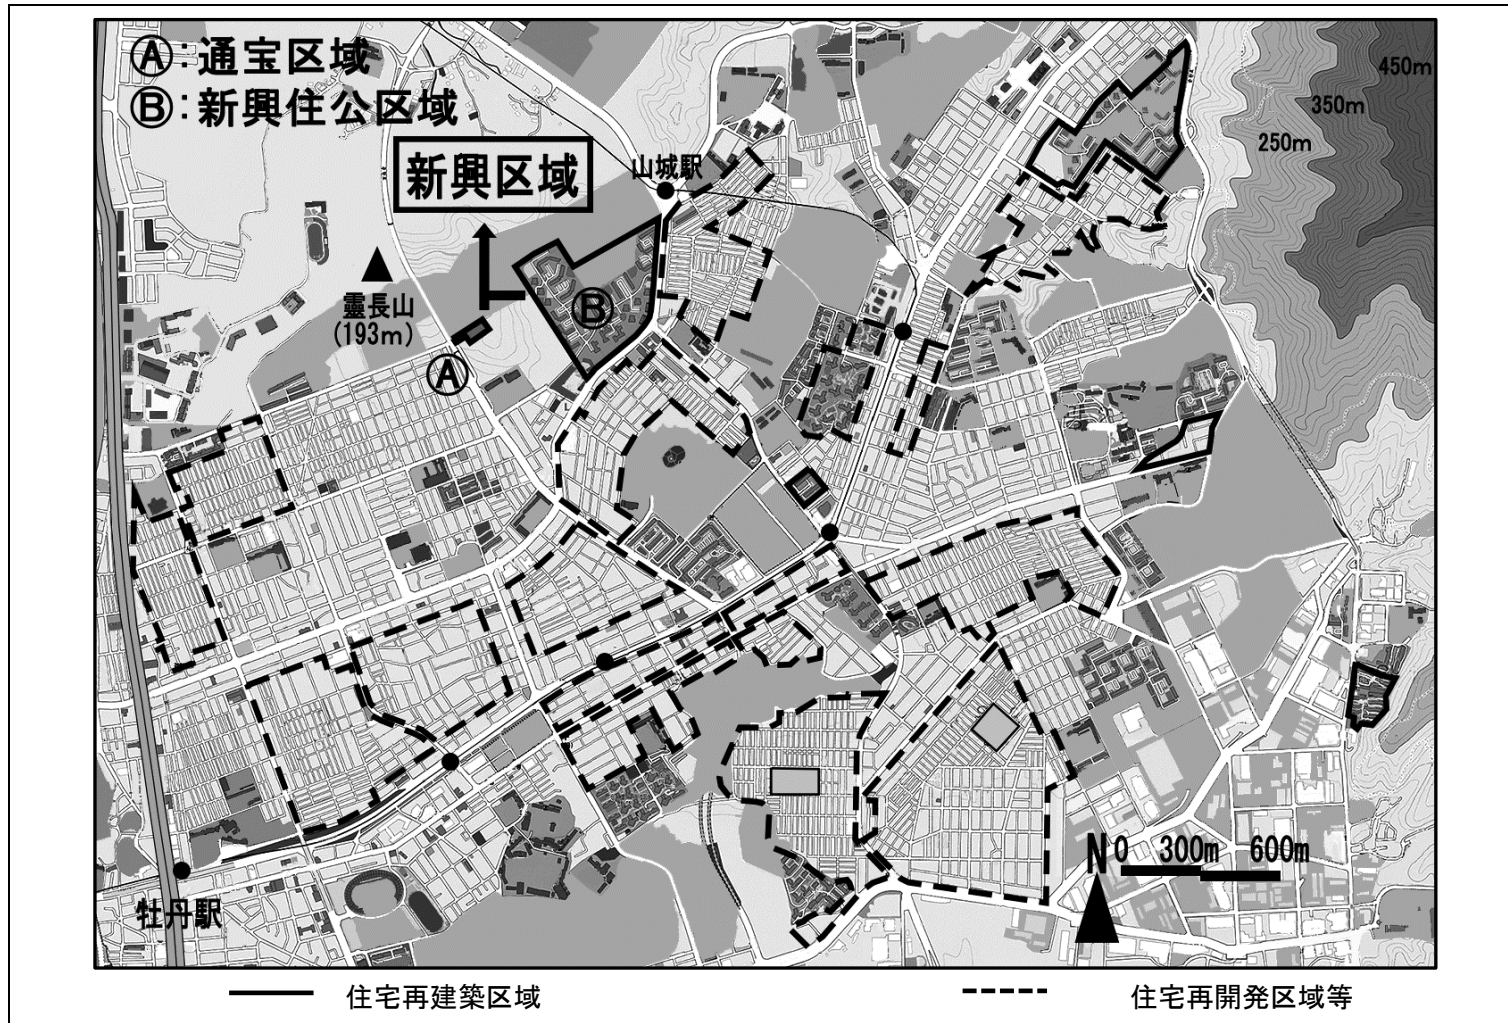 Ⓐ:通宝区域
Ⓑ:新興住公区域
新興区域
山城駅
450m
350m
250m
靈長山
(193m)
Ⓑ
Ⓐ
N 0 300m 600m
牡丹駅
住宅再建築区域
住宅再開発区域等